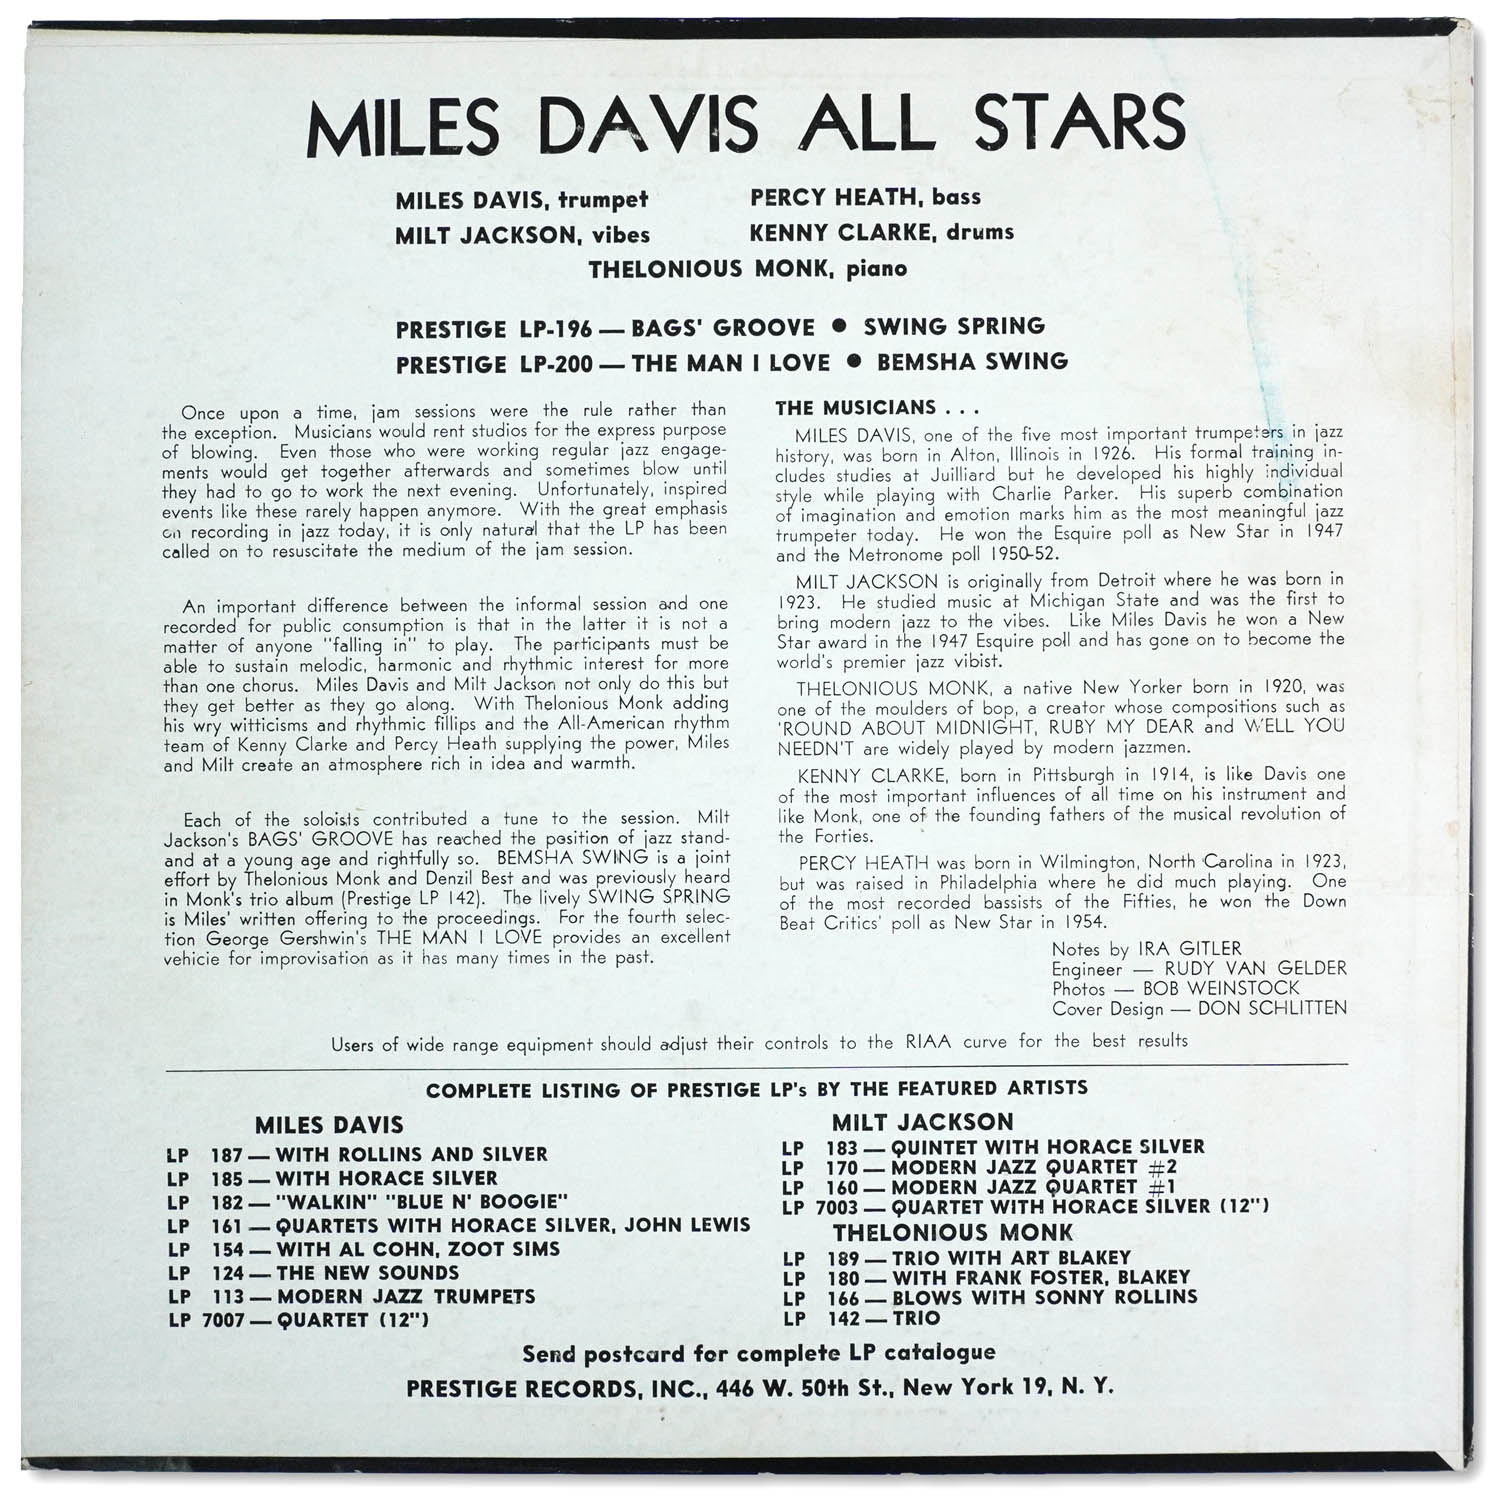 MILES DAVIS ALL STARS
MILES DAVIS, trumpet
PERCY HEATH, bass
MILT JACKSON, vibes
KENNY CLARKE, drums
THELONIOUS MONK, piano
PRESTIGE LP-196 — BAGS' GROOVE ● SWING SPRING
PRESTIGE LP-200 — THE MAN I LOVE ● BEMSHA SWING
Once upon a time, jam sessions were the rule rather than
the exception. Musicians would rent studios for the express purpose
of blowing. Even those who were working regular jazz engage-
ments would get together afterwards and sometimes blow until
they had to go to work the next evening. Unfortunately, inspired
events like these rarely happen anymore. With the great emphasis
on recording in jazz today, it is only natural that the LP has been
called on to resuscitate the medium of the jam session.
An important difference between the informal session and one
recorded for public consumption is that in the latter it is not a
matter of anyone "falling in" to play. The participants must be
able to sustain melodic, harmonic and rhythmic interest for more
than one chorus. Miles Davis and Milt Jackson not only do this but
they get better as they go along. With Thelonious Monk adding
his wry witticisms and rhythmic fillips and the All-American rhythm
team of Kenny Clarke and Percy Heath supplying the power, Miles
and Milt create an atmosphere rich in idea and warmth.
Each of the soloists contributed a tune to the session. Milt
Jackson's BAGS' GROOVE has reached the position of jazz stand-
and at a young age and rightfully so. BEMSHA SWING is a joint
effort by Thelonious Monk and Denzil Best and was previously heard
in Monk's trio album (Prestige LP 142). The lively SWING SPRING
is Miles' written offering to the proceedings. For the fourth selec-
tion George Gershwin's THE MAN I LOVE provides an excellent
vehicie for improvisation as it has many times in the past.
THE MUSICIANS . . .
MILES DAVIS, one of the five most important trumpeters in jazz
history, was born in Alton, Illinois in 1926. His formal training in-
cludes studies at Juilliard but he developed his highly individual
style while playing with Charlie Parker. His superb combination
of imagination and emotion marks him as the most meaningful jazz
trumpeter today. He won the Esquire poll as New Star in 1947
and the Metronome poll 1950-52.
MILT JACKSON is originally from Detroit where he was born in
1923. He studied music at Michigan State and was the first to
bring modern jazz to the vibes. Like Miles Davis he won a New
Star award in the 1947 Esquire poll and has gone on to become the
world's premier jazz vibist.
THELONIOUS MONK, a native New Yorker born in 1920, was
one of the moulders of bop, a creator whose compositions such as
'ROUND ABOUT MIDNIGHT, RUBY MY DEAR and WELL YOU
NEEDN'T are widely played by modern jazzmen.
KENNY CLARKE, born in Pittsburgh in 1914, is like Davis one
of the most important influences of all time on his instrument and
like Monk, one of the founding fathers of the musical revolution of
the Forties.
PERCY HEATH was born in Wilmington, North Carolina in 1923,
but was raised in Philadelphia where he did much playing. One
of the most recorded bassists of the Fifties, he won the Down
Beat Critics' poll as New Star in 1954.
Notes by IRA GITLER
Engineer — RUDY VAN GELDER
Photos — BOB WEINSTOCK
Cover Design — DON SCHLITTEN
Users of wide range equipment should adjust their controls to the RIAA curve for the best results
COMPLETE LISTING OF PRESTIGE LP's BY THE FEATURED ARTISTS
MILES DAVIS
LP 187 — WITH ROLLINS AND SILVER
LP 185 — WITH HORACE SILVER
LP 182 — "WALKIN" "BLUE N' BOOGIE"
LP 161 — QUARTETS WITH HORACE SILVER, JOHN LEWIS
LP 154 — WITH AL COHN, ZOOT SIMS
LP 124 — THE NEW SOUNDS
LP 113 — MODERN JAZZ TRUMPETS
LP 7007 — QUARTET (12")
MILT JACKSON
LP 183 — QUINTET WITH HORACE SILVER
LP 170 — MODERN JAZZ QUARTET #2
LP 160 — MODERN JAZZ QUARTET #1
LP 7003 — QUARTET WITH HORACE SILVER (12")
THELONIOUS MONK
LP 189 — TRIO WITH ART BLAKEY
LP 180 — WITH FRANK FOSTER, BLAKEY
LP 166 — BLOWS WITH SONNY ROLLINS
LP 142 — TRIO
Send postcard for complete LP catalogue
PRESTIGE RECORDS, INC., 446 W. 50th St., New York 19, N. Y.